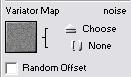 Variator Map noise
Choose
None
Random Offset